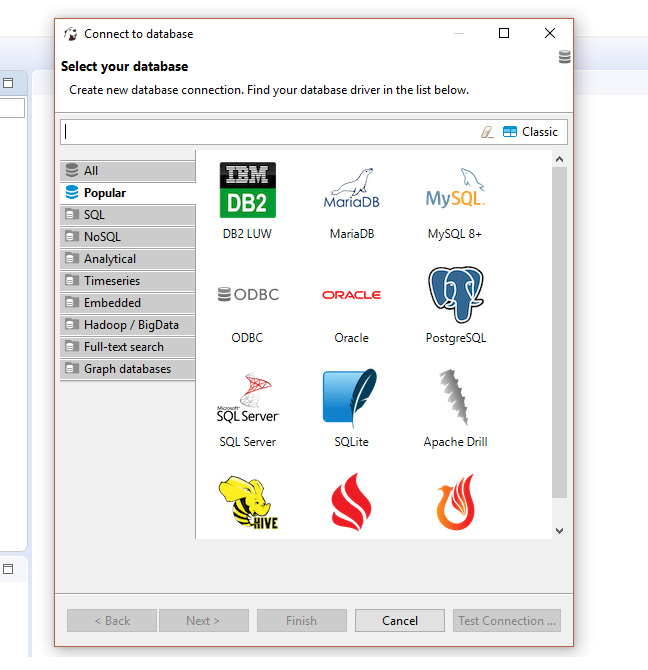 Connect to database
Select your database
Create new database connection. Find your database driver in the list below.
Classic
All
Popular
SQL
NoSQL
Analytical
Timeseries
Embedded
Hadoop / BigData
Full-text search
Graph databases
IBM
DB2
MariaDB
MySQL
DB2 LUW
MariaDB
MySQL 8+
ODBC
ORACLE
ODBC
Oracle
PostgreSQL
Microsoft
SQL Server
SQL Server
SQLite
Apache Drill
HIVE
< Back
Next >
Finish
Cancel
Test Connection ...